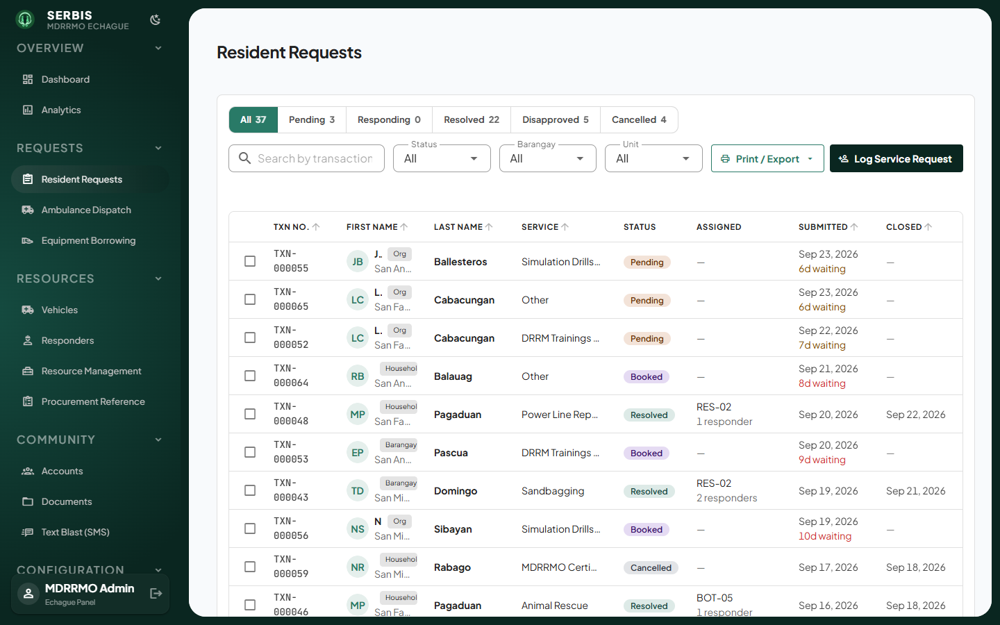 SERBIS
MDRRMO ECHAGUE
OVERVIEW
Dashboard
Analytics
REQUESTS
Resident Requests
Ambulance Dispatch
Equipment Borrowing
RESOURCES
Vehicles
Responders
Resource Management
Procurement Reference
COMMUNITY
Accounts
Documents
Text Blast (SMS)
CONFIGURATION
MDRRMO Admin
Echague Panel
Resident Requests
All 37 Pending 3 Responding 0 Resolved 22 Disapproved 5 Cancelled 4
Status Barangay Unit
Search by transaction All All All Print / Export Log Service Request
TXN NO. FIRST NAME LAST NAME SERVICE STATUS ASSIGNED SUBMITTED CLOSED
TXN- J.. Org Sep 23, 2026
JB Ballesteros Simulation Drills... Pending — —
000055 San An... 6d waiting
TXN- L. Org Sep 23, 2026
LC Cabacungan Other Pending — —
000065 San Fa... 6d waiting
TXN- L. Org Sep 22, 2026
LC Cabacungan DRRM Trainings ... Pending — —
000052 San Fa... 7d waiting
TXN- Househol Sep 21, 2026
RB Balauag Other Booked — —
000064 San An... 8d waiting
TXN- Househol RES-02
MP Pagaduan Power Line Rep... Resolved Sep 20, 2026 Sep 22, 2026
000048 San Fa... 1 responder
TXN- Barangay Sep 20, 2026
EP Pascua DRRM Trainings ... Booked — —
000053 San An... 9d waiting
TXN- Barangay RES-02
TD Domingo Sandbagging Resolved Sep 19, 2026 Sep 21, 2026
000043 San Mi... 2 responders
TXN- N Org Sep 19, 2026
NS Sibayan Simulation Drills... Booked — —
000056 San Mi... 10d waiting
TXN- Househol
NR Rabago MDRRMO Certi... Cancelled — Sep 17, 2026 Sep 18, 2026
000059 San Mi...
TXN- Househol BOT-05
MP Pagaduan Animal Rescue Resolved Sep 16, 2026 Sep 18, 2026
000046 San Fa... 1 responder